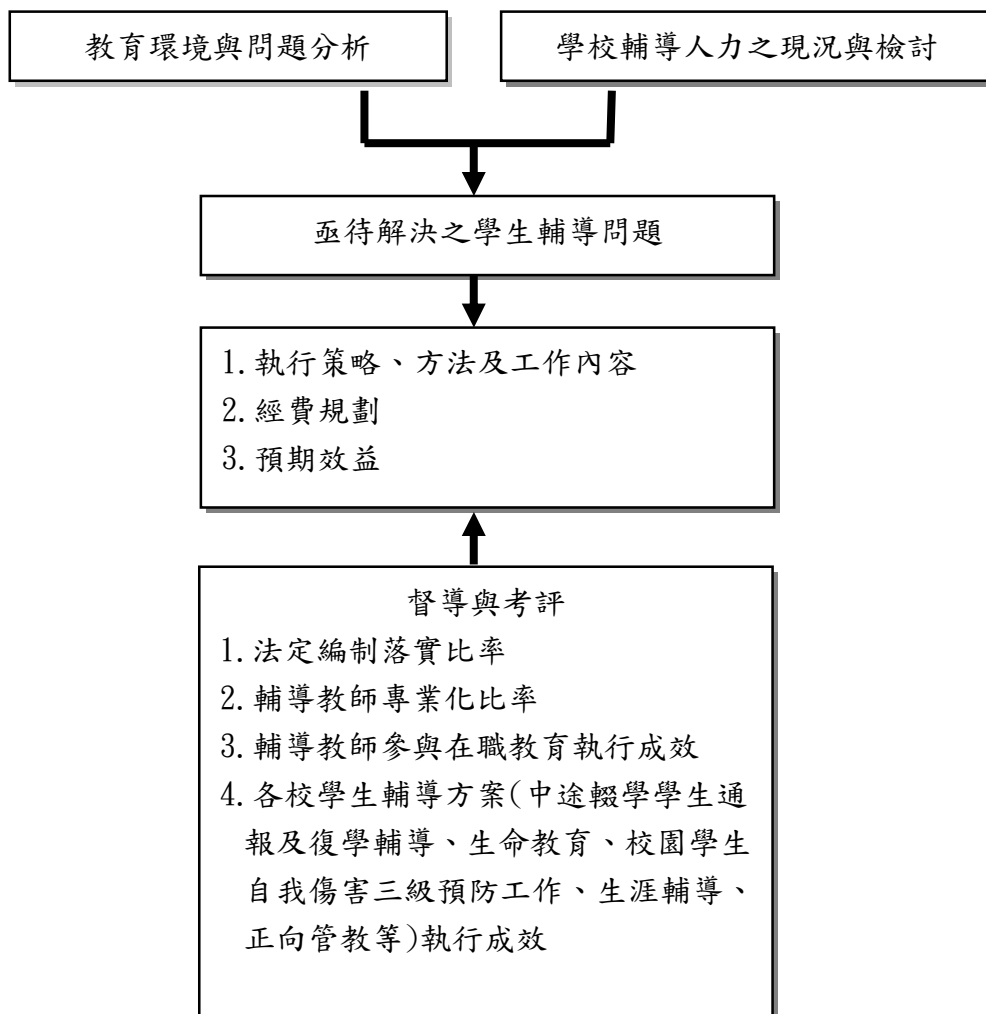 教育環境與問題分析
學校輔導人力之現況與檢討
亟待解決之學生輔導問題
1.執行策略、方法及工作內容
2.經費規劃
3.預期效益
督導與考評
1.法定編制落實比率
2.輔導教師專業化比率
3.輔導教師參與在職教育執行成效
4.各校學生輔導方案(中途輟學學生通
報及復學輔導、生命教育、校園學生
自我傷害三級預防工作、生涯輔導、
正向管教等)執行成效